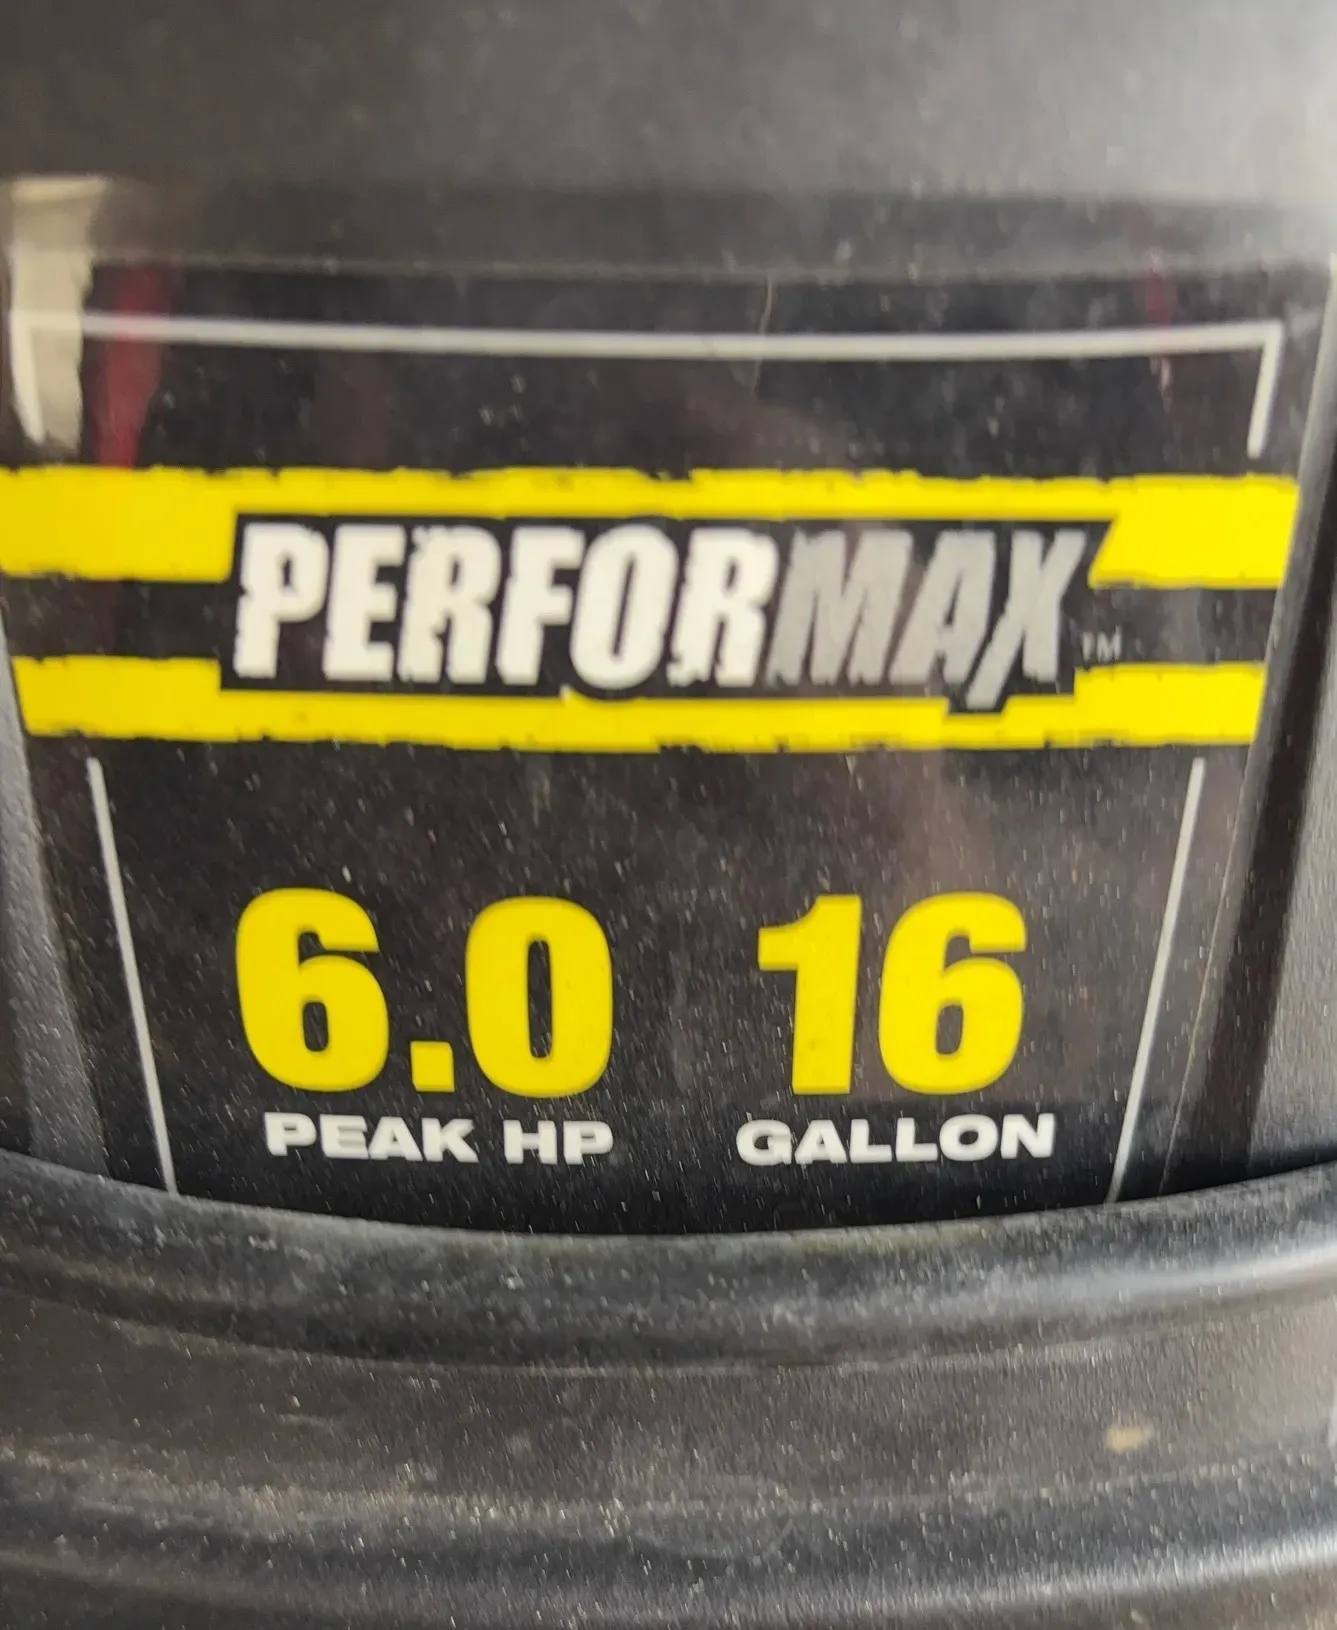 PERFORMAX™
6.0 16
PEAK HP GALLON